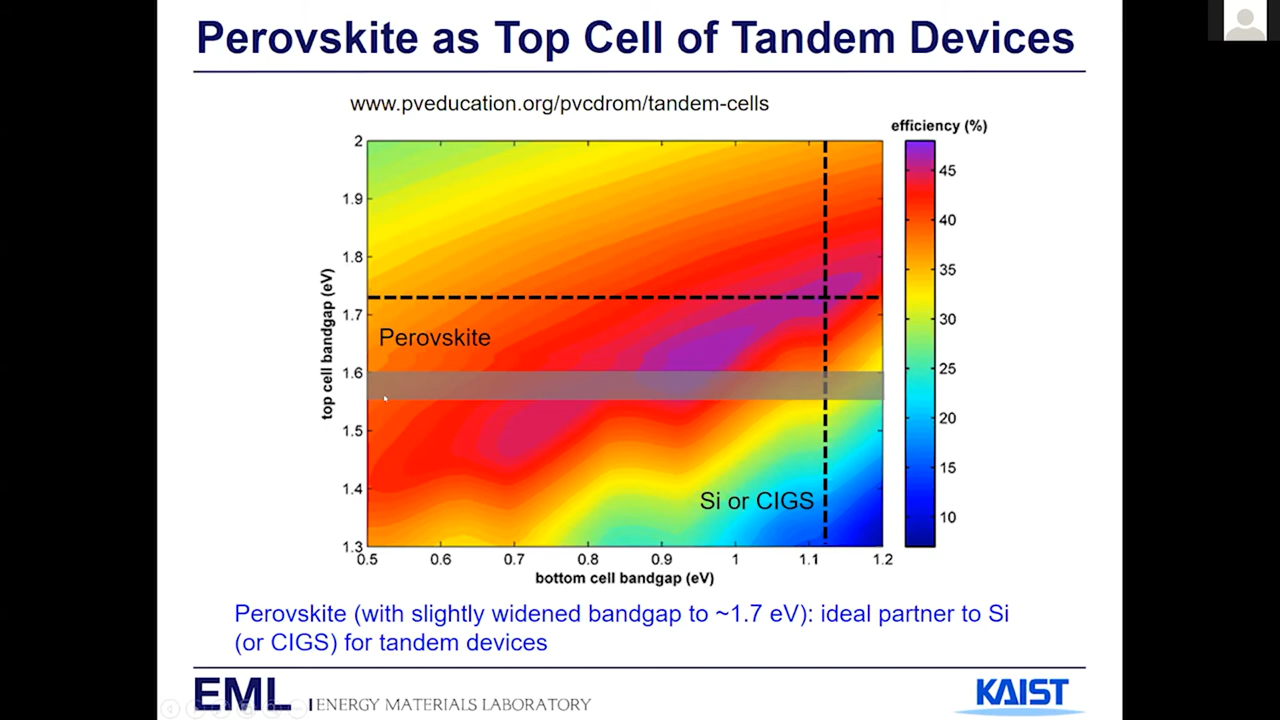 Perovskite as Top Cell of Tandem Devices
www.pveducation.org/pvcdrom/tandem-cells
efficiency (%)
2
1.9
1.8
1.7
1.6
1.5
1.4
1.3
top cell bandgap (eV)
Perovskite
Si or CIGS
45
40
35
30
25
20
15
10
0.5 0.6 0.7 0.8 0.9 1 1.1 1.2
bottom cell bandgap (eV)
Perovskite (with slightly widened bandgap to ~1.7 eV): ideal partner to Si
(or CIGS) for tandem devices
EML | ENERGY MATERIALS LABORATORY
KAIST